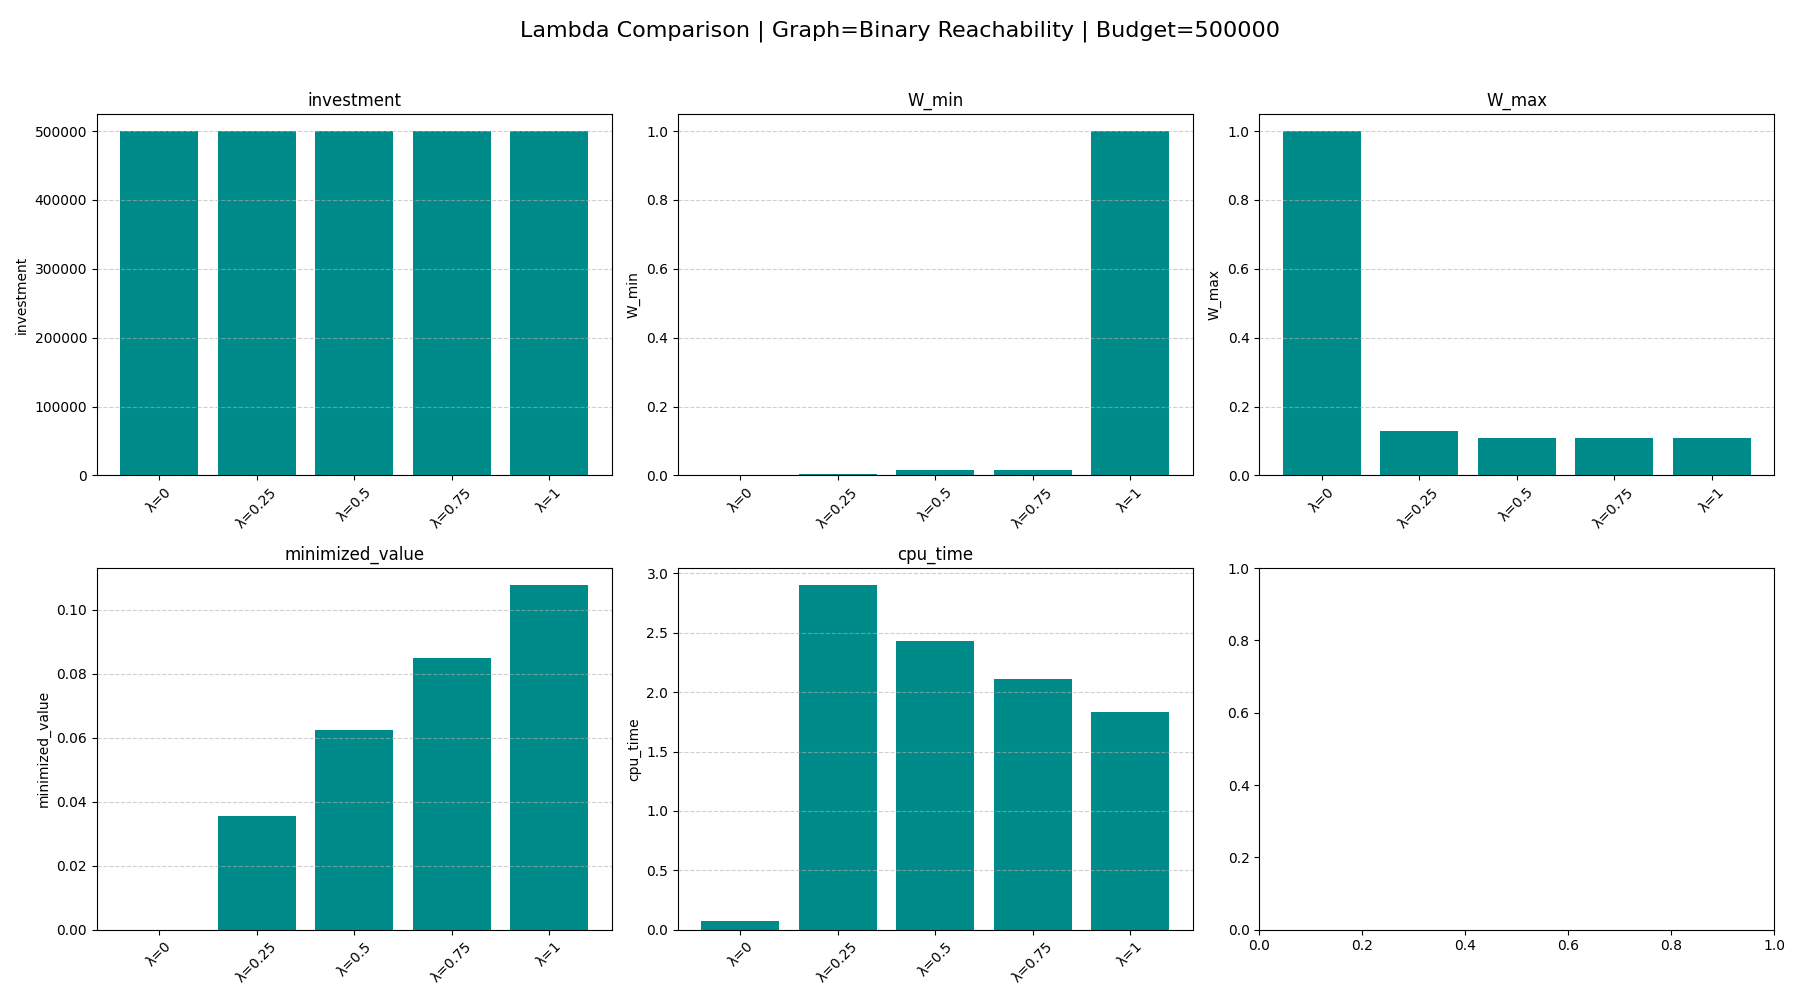 Lambda Comparison | Graph=Binary Reachability | Budget=500000
investment
investment
500000
400000
300000
200000
100000
0
λ=0
λ=0.25
λ=0.5
λ=0.75
λ=1
W_min
W_min
1.0
0.8
0.6
0.4
0.2
0.0
λ=0
λ=0.25
λ=0.5
λ=0.75
λ=1
W_max
W_max
1.0
0.8
0.6
0.4
0.2
0.0
λ=0
λ=0.25
λ=0.5
λ=0.75
λ=1
minimized_value
minimized_value
0.10
0.08
0.06
0.04
0.02
0.00
λ=0
λ=0.25
λ=0.5
λ=0.75
λ=1
cpu_time
cpu_time
3.0
2.5
2.0
1.5
1.0
0.5
0.0
λ=0
λ=0.25
λ=0.5
λ=0.75
λ=1
1.0
0.8
0.6
0.4
0.2
0.0
0.0 0.2 0.4 0.6 0.8 1.0